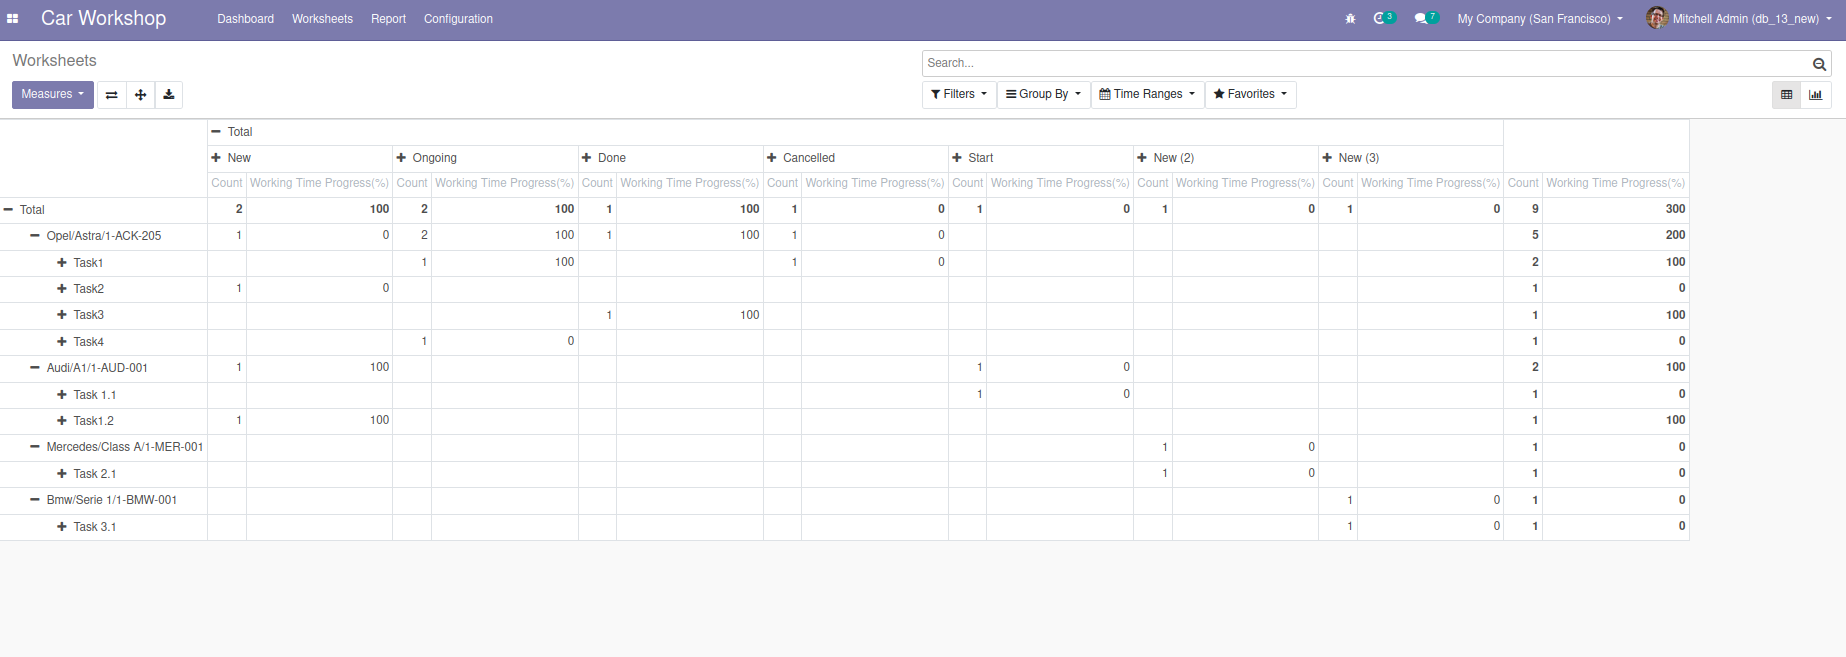 Car Workshop Dashboard Worksheets Report Configuration 3 7 My Company (San Francisco) Mitchell Admin (db_13_new)
Worksheets Search...
Measures Filters Group By Time Ranges Favorites
Total
New Ongoing Done Cancelled Start New (2) New (3)
Count Working Time Progress(%) Count Working Time Progress(%) Count Working Time Progress(%) Count Working Time Progress(%) Count Working Time Progress(%) Count Working Time Progress(%) Count Working Time Progress(%) Count Working Time Progress(%)
Total 2 100 2 100 1 100 1 0 1 0 1 0 1 0 9 300
Opel/Astra/1-ACK-205 1 0 2 100 1 100 1 0 5 200
Task1 1 100 1 0 2 100
Task2 1 0 1 0
Task3 1 100 1 100
Task4 1 0 1 0
Audi/A1/1-AUD-001 1 100 1 0 2 100
Task 1.1 1 0 1 0
Task1.2 1 100 1 100
Mercedes/Class A/1-MER-001 1 0 1 0
Task 2.1 1 0 1 0
Bmw/Serie 1/1-BMW-001 1 0 1 0
Task 3.1 1 0 1 0